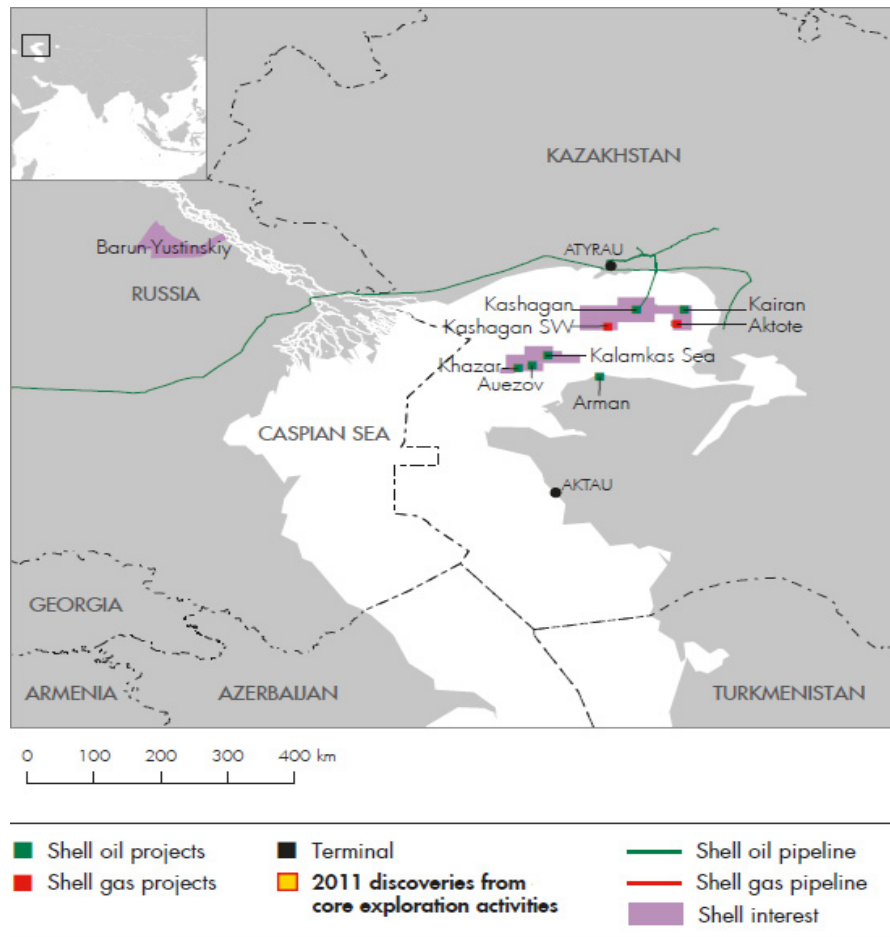 KAZAKHSTAN
Barun Yustinskiy
ATYRAU
RUSSIA
Kashagan
Kairan
Kashagan SW
Aktote
Kalamkas Sea
Khazar
Auezov
Arman
CASPIAN SEA
AKTAU
GEORGIA
ARMENIA
AZERBAIJAN
TURKMENISTAN
0 100 200 300 400 km
Shell oil projects
Shell gas projects
Terminal
2011 discoveries from
core exploration activities
Shell oil pipeline
Shell gas pipeline
Shell interest